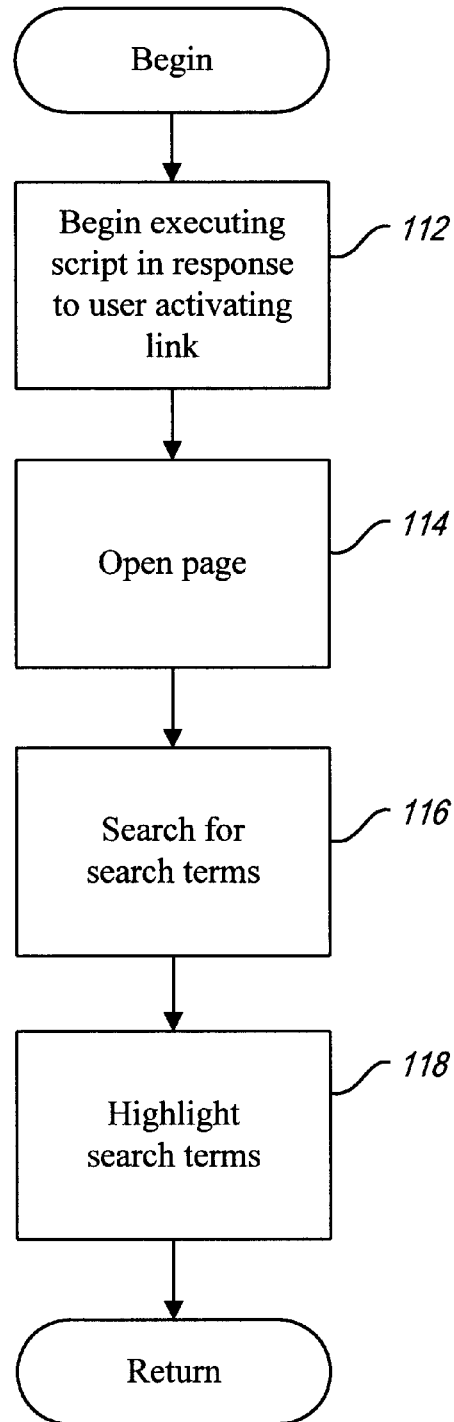 Begin
Begin executing
script in response
to user activating
link
112
Open page
114
Search for
search terms
116
Highlight
search terms
118
Return